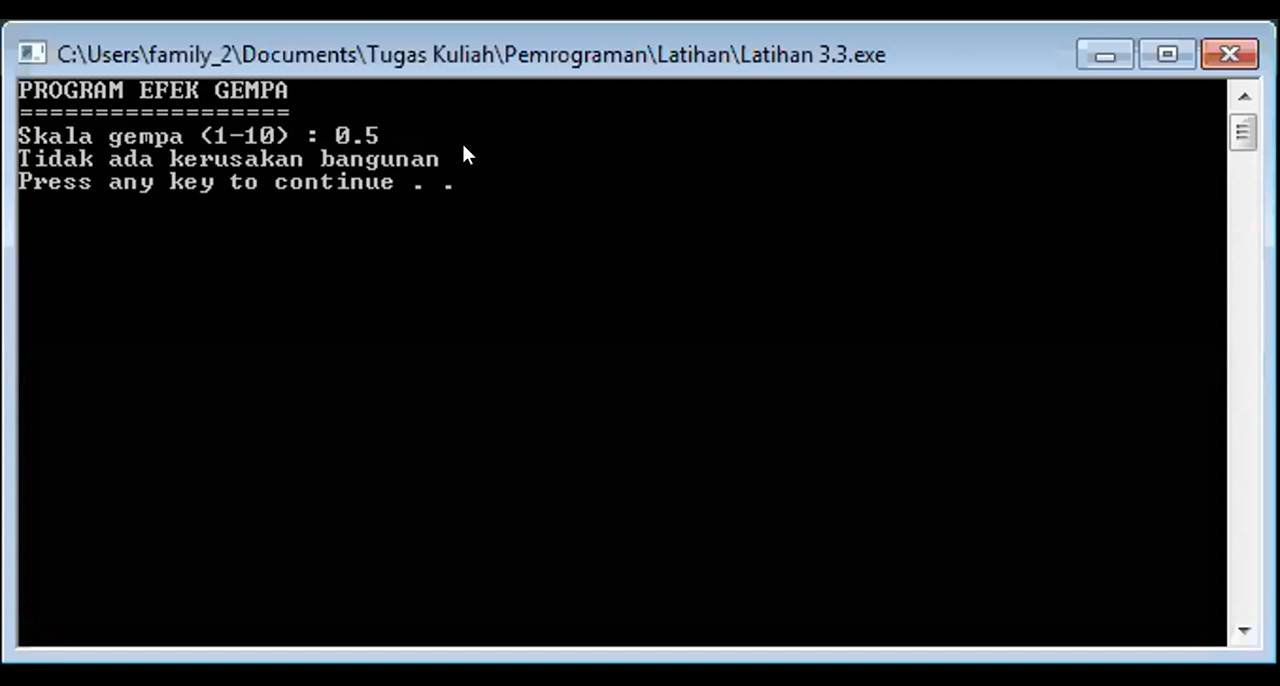 C:\Users\family_2\Documents\Tugas Kuliah\Pemrograman\Latihan\Latihan 3.3.exe
PROGRAM EFEK GEMPA
==================
Skala gempa (1-10) : 0.5
Tidak ada kerusakan bangunan
Press any key to continue . .